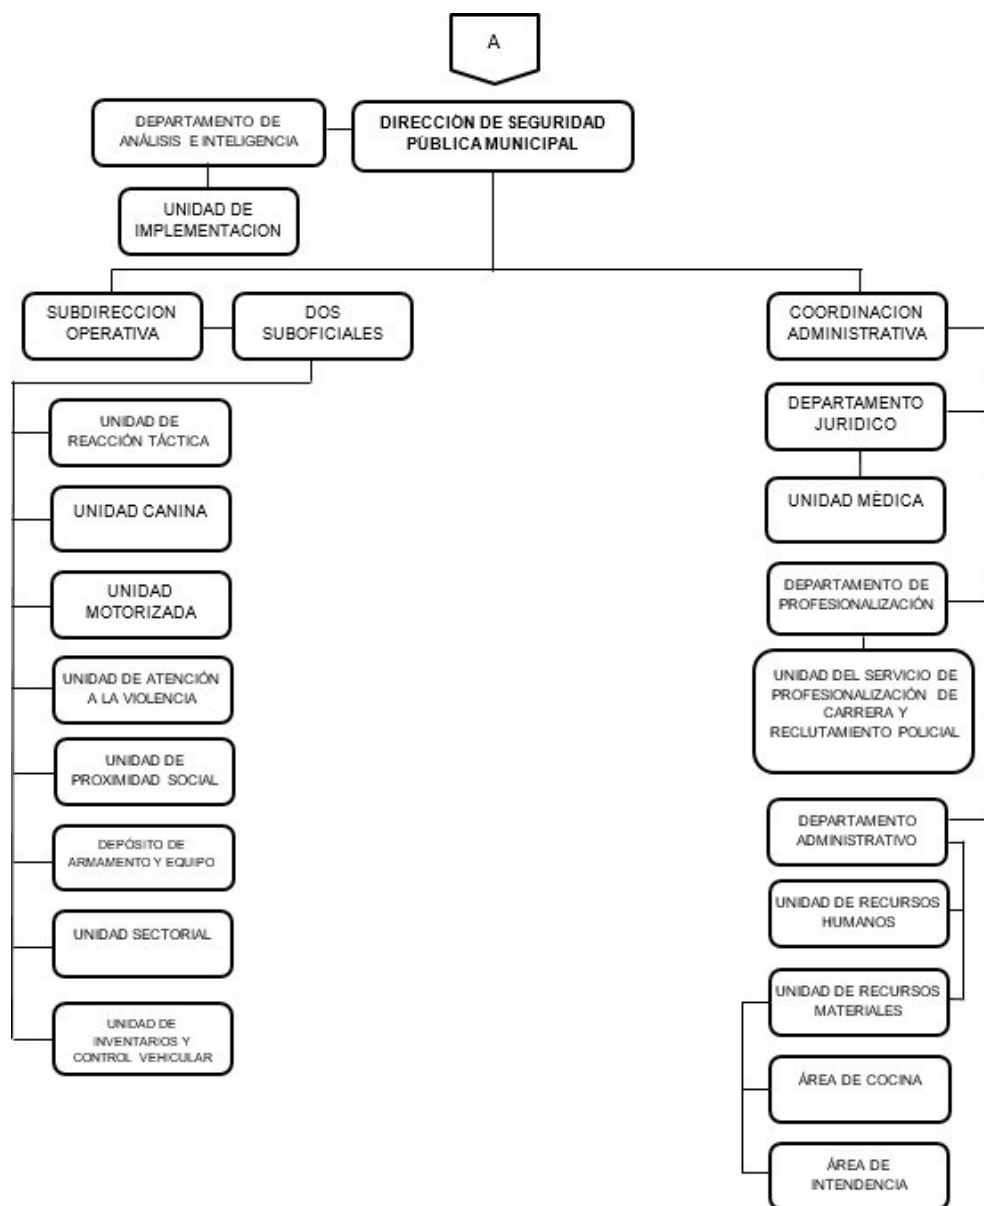 A
DEPARTAMENTO DE
ANÁLISIS E INTELIGENCIA
DIRECCIÓN DE SEGURIDAD
PÚBLICA MUNICIPAL
UNIDAD DE
IMPLEMENTACION
SUBDIRECCION
OPERATIVA
DOS
SUBOFICIALES
COORDINACION
ADMINISTRATIVA
UNIDAD DE
REACCIÓN TÁCTICA
UNIDAD CANINA
UNIDAD
MOTORIZADA
UNIDAD DE ATENCIÓN
A LA VIOLENCIA
UNIDAD DE
PROXIMIDAD SOCIAL
DEPÓSITO DE
ARMAMENTO Y EQUIPO
UNIDAD SECTORIAL
UNIDAD DE
INVENTARIOS Y
CONTROL VEHICULAR
DEPARTAMENTO
JURIDICO
UNIDAD MÉDICA
DEPARTAMENTO DE
PROFESIONALIZACIÓN
UNIDAD DEL SERVICIO DE
PROFESIONALIZACIÓN DE
CARRERA Y
RECLUTAMIENTO POLICIAL
DEPARTAMENTO
ADMINISTRATIVO
UNIDAD DE RECURSOS
HUMANOS
UNIDAD DE RECURSOS
MATERIALES
ÁREA DE COCINA
ÁREA DE
INTENDENCIA